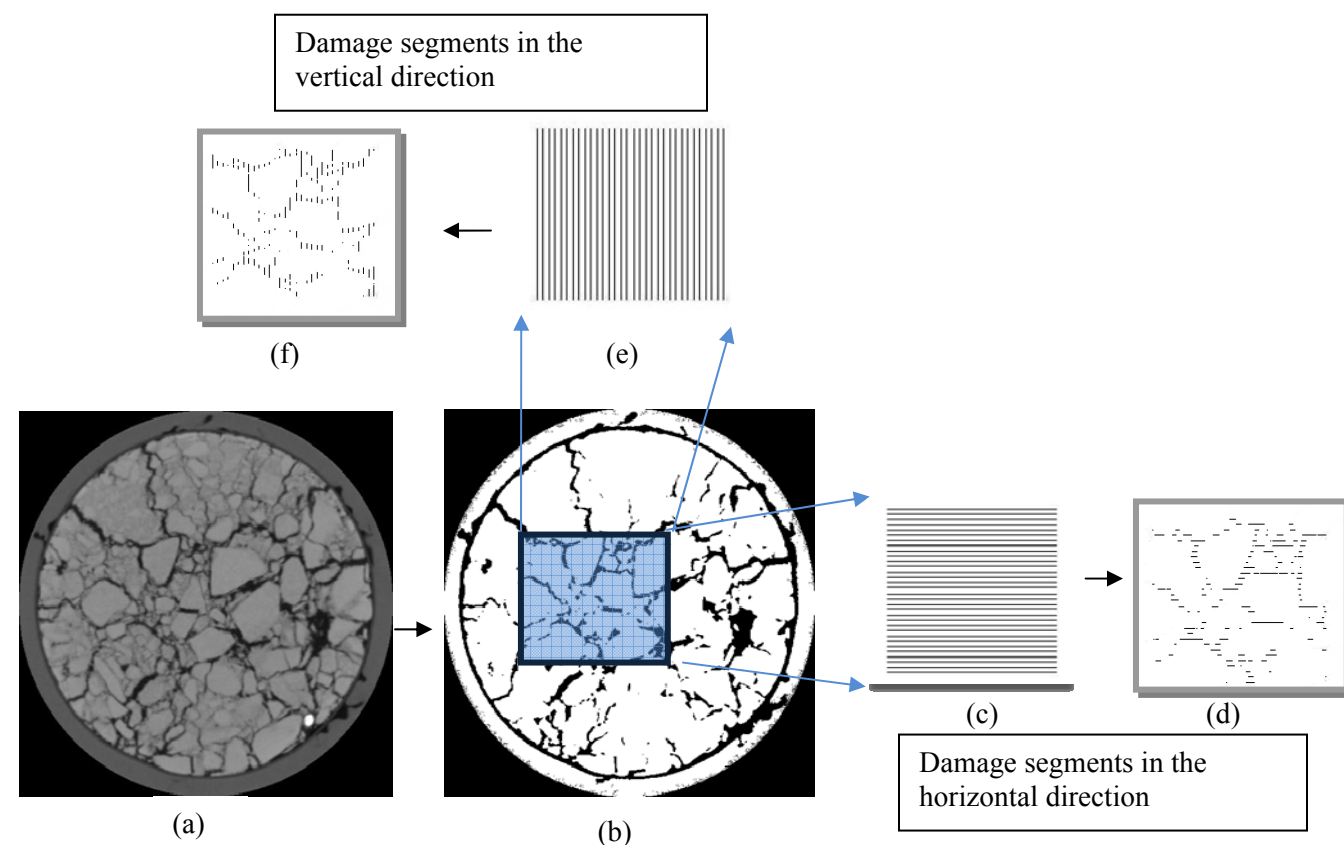 Damage segments in the
vertical direction
(f)
(e)
(c)
(d)
Damage segments in the
horizontal direction
(a)
(b)